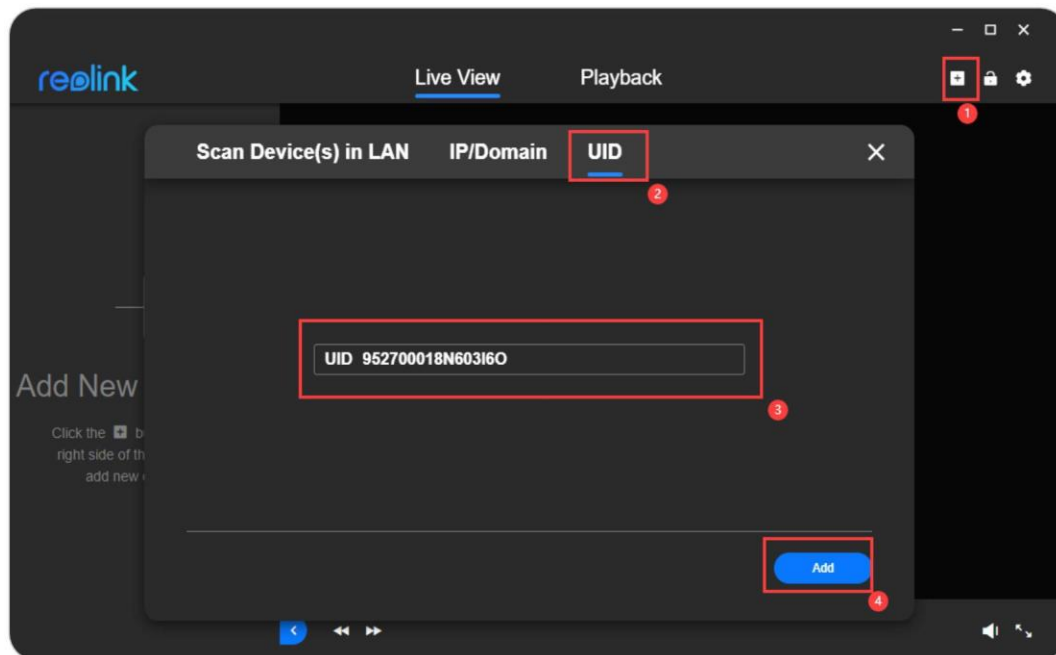 reolink
Live View
Playback
1
Scan Device(s) in LAN
IP/Domain
UID
2
UID 952700018N603I6O
3
Add New
Click the + b
right side of th
add new
Add
4